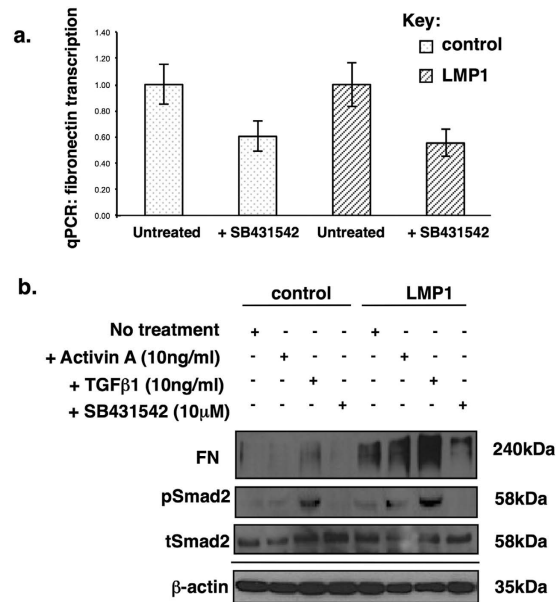 a.
Key:
control
LMP1
qPCR: fibronectin transcription
1.40
1.20
1.00
0.80
0.60
0.40
0.20
0.00
Untreated + SB431542 Untreated + SB431542
b.
control LMP1
No treatment + - - - + - - -
+ Activin A (10ng/ml) - + - - - + - -
+ TGFβ1 (10ng/ml) - - + - - - + -
+ SB431542 (10μM) - - - + - - - +
FN 240kDa
pSmad2 58kDa
tSmad2 58kDa
β-actin 35kDa